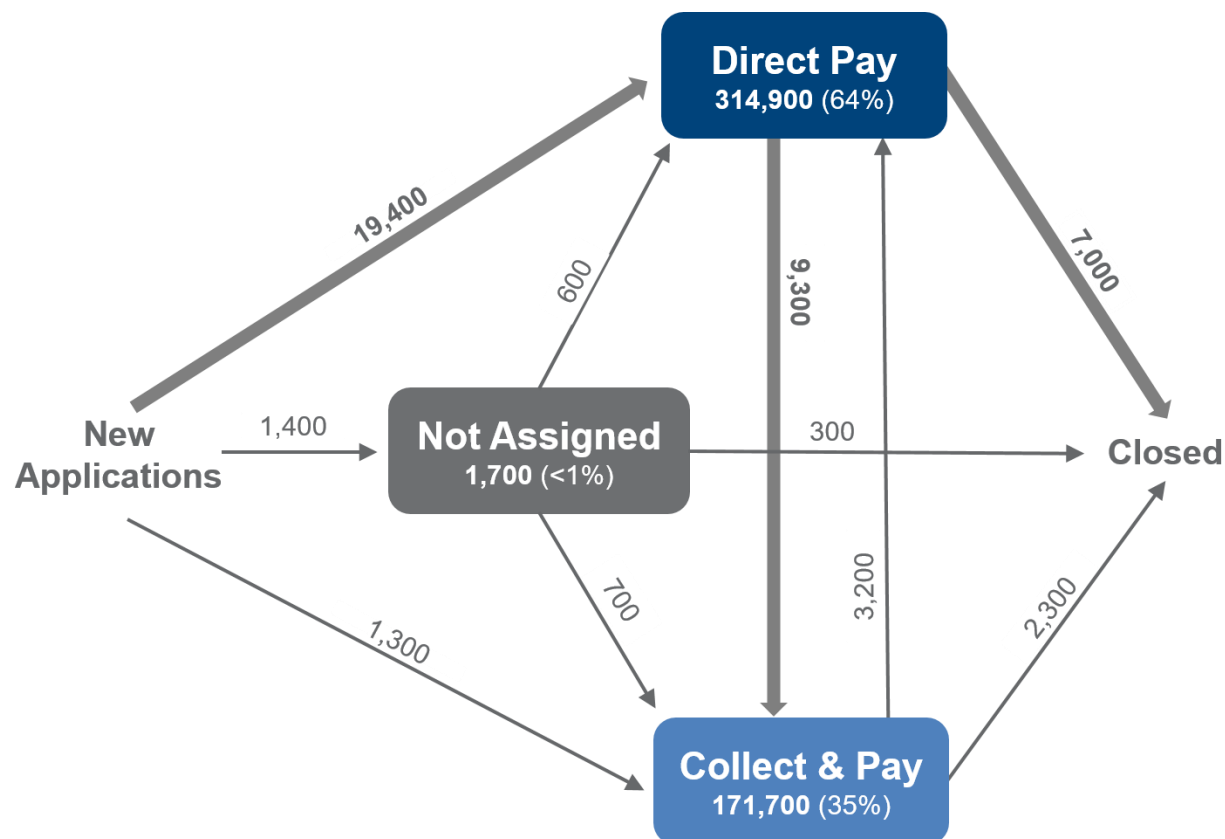 Direct Pay
314,900 (64%)
19,400
600
9,300
7,000
New
Applications
1,400
Not Assigned
1,700 (<1%)
300
Closed
700
3,200
1,300
2,300
Collect & Pay
171,700 (35%)